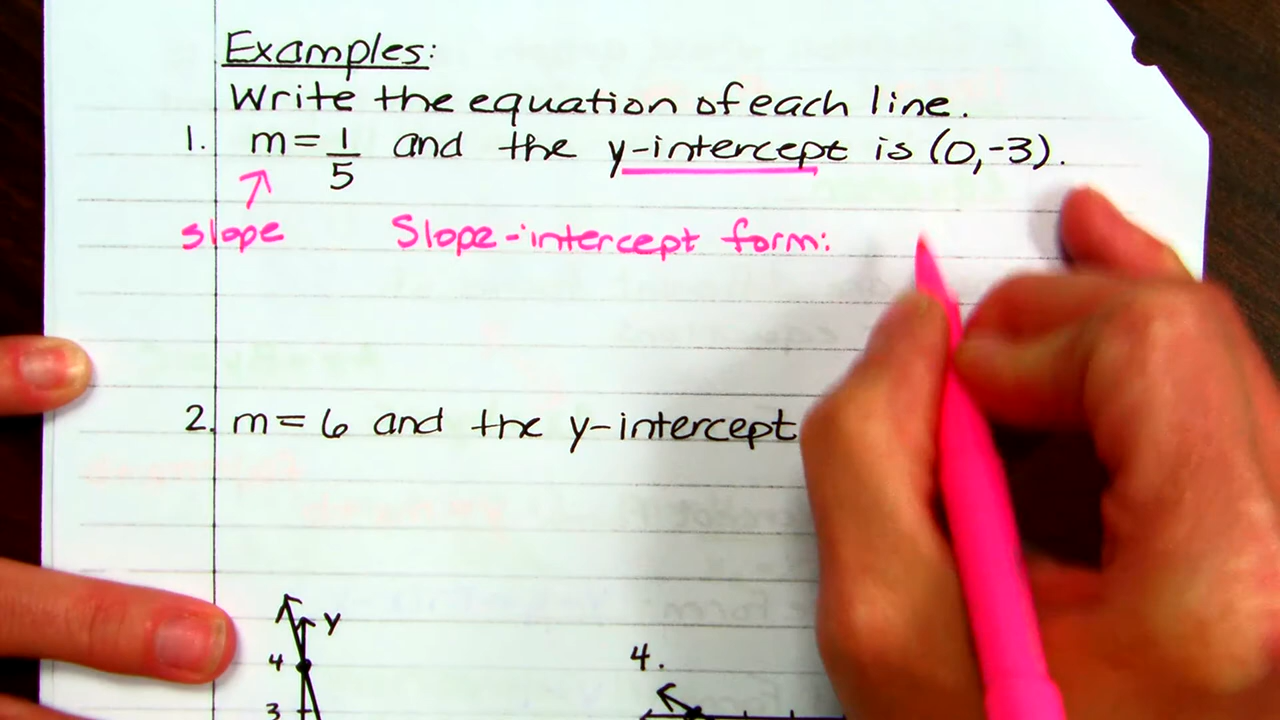 Examples:
Write the equation of each line.
1. m = 1/5 and the y-intercept is (0,-3).
slope Slope-intercept form:
2. m = 6 and the y-intercept
y
4
4.
3